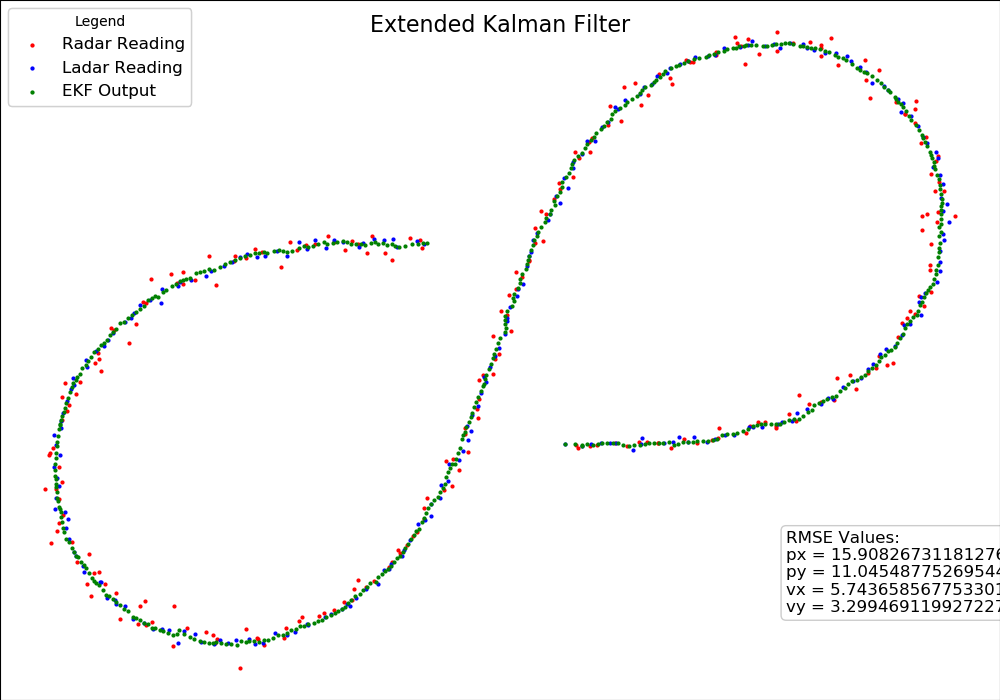 Extended Kalman Filter
Legend
Radar Reading
Ladar Reading
EKF Output
RMSE Values:
px = 15.90826731181276
py = 11.04548775269544
vx = 5.743658567753301
vy = 3.299469119927227